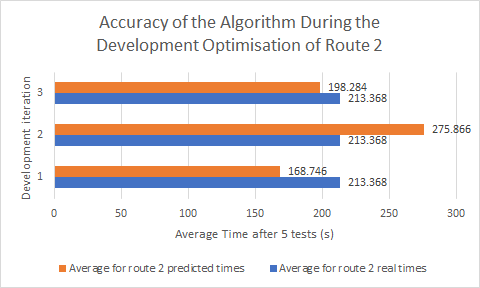 Accuracy of the Algorithm During the
Development Optimisation of Route 2
Development iteration
3
198.284
213.368
2
275.866
213.368
1
168.746
213.368
0
50
100
150
200
250
300
Average Time after 5 tests (s)
Average for route 2 predicted times
Average for route 2 real times